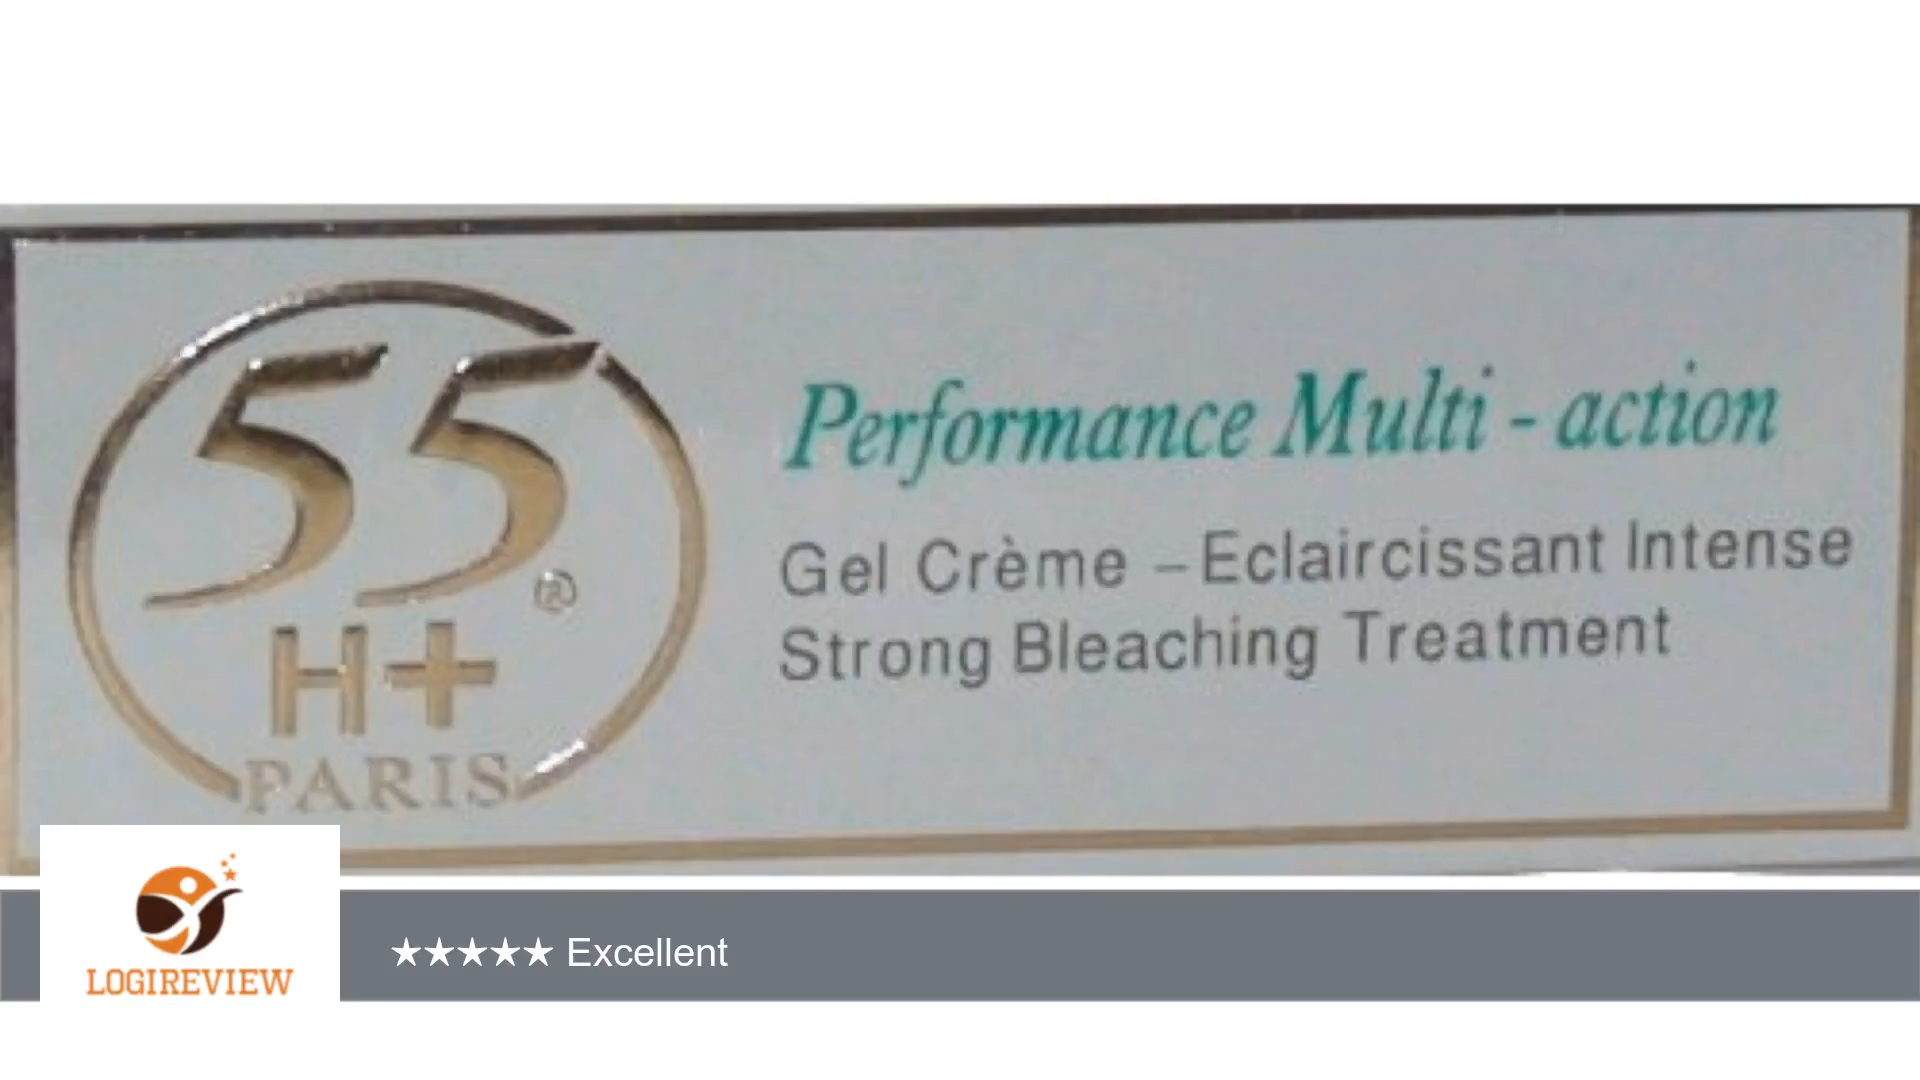 55
®
H+
PARIS
Performance Multi - action
Gel Crème – Eclaircissant Intense
Strong Bleaching Treatment
LOGIREVIEW
★★★★★ Excellent